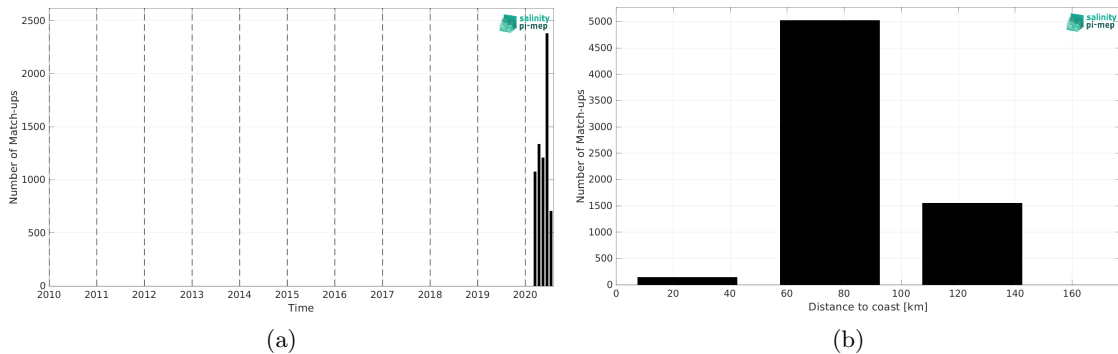 2500
2000
1500
1000
500
0
Number of Match-ups
2010 2011 2012 2013 2014 2015 2016 2017 2018 2019 2020
Time
salinity
pi-mep
(a)
5000
4500
4000
3500
3000
2500
2000
1500
1000
500
0
Number of Match-ups
0 20 40 60 80 100 120 140 160
Distance to coast [km]
salinity
pi-mep
(b)